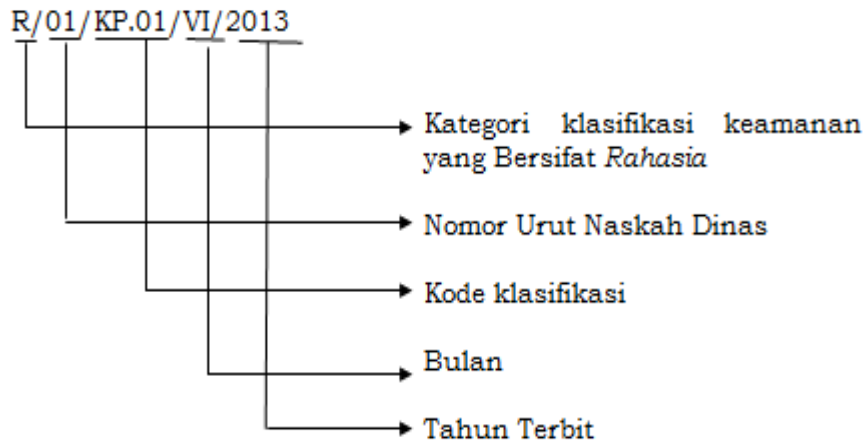 R/01/KP.01/VI/2013
Kategori klasifikasi keamanan
yang Bersifat Rahasia
Nomor Urut Naskah Dinas
Kode klasifikasi
Bulan
Tahun Terbit